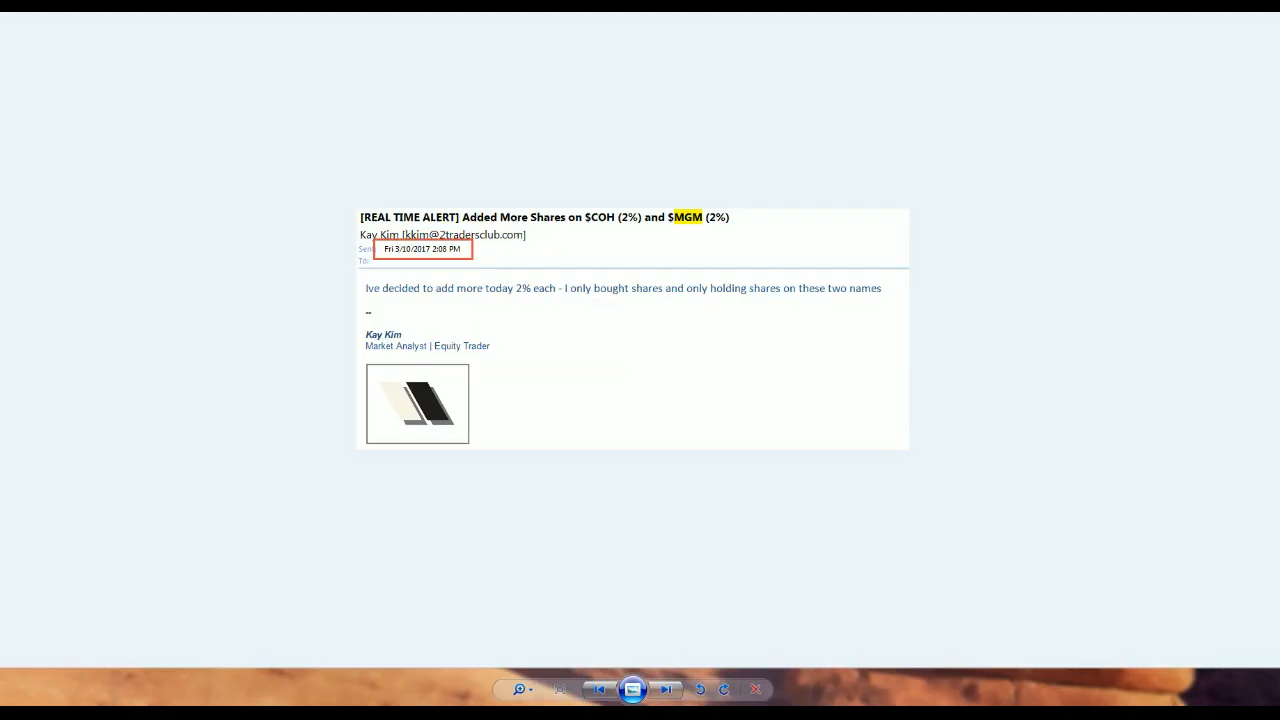 [REAL TIME ALERT] Added More Shares on $COH (2%) and $MGM (2%)
Kay Kim [kkim@2tradersclub.com]
Sent: Fri 3/10/2017 2:08 PM
To:
Ive decided to add more today 2% each - I only bought shares and only holding shares on these two names
--
Kay Kim
Market Analyst | Equity Trader